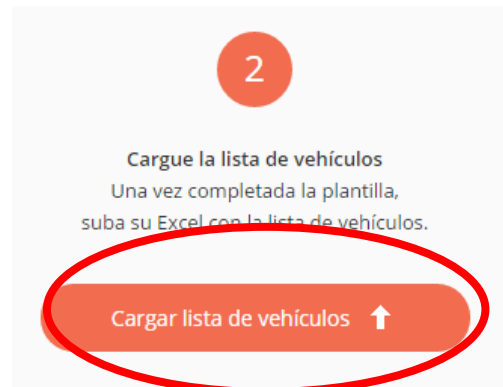 2
Cargue la lista de vehículos
Una vez completada la plantilla,
suba su Excel con la lista de vehículos.
Cargar lista de vehículos